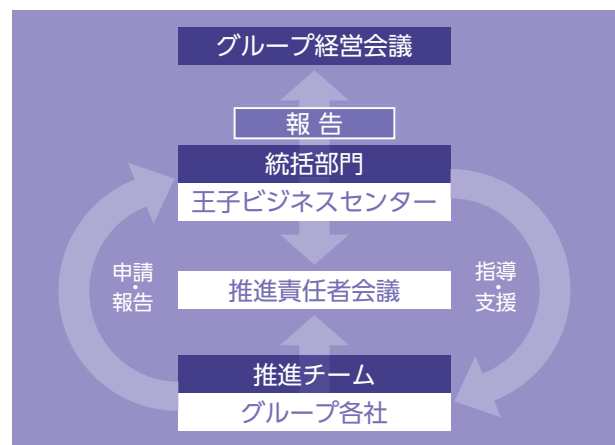 グループ経営会議
報 告
統括部門
王子ビジネスセンター
申請・報告
推進責任者会議
指導・支援
推進チーム
グループ各社